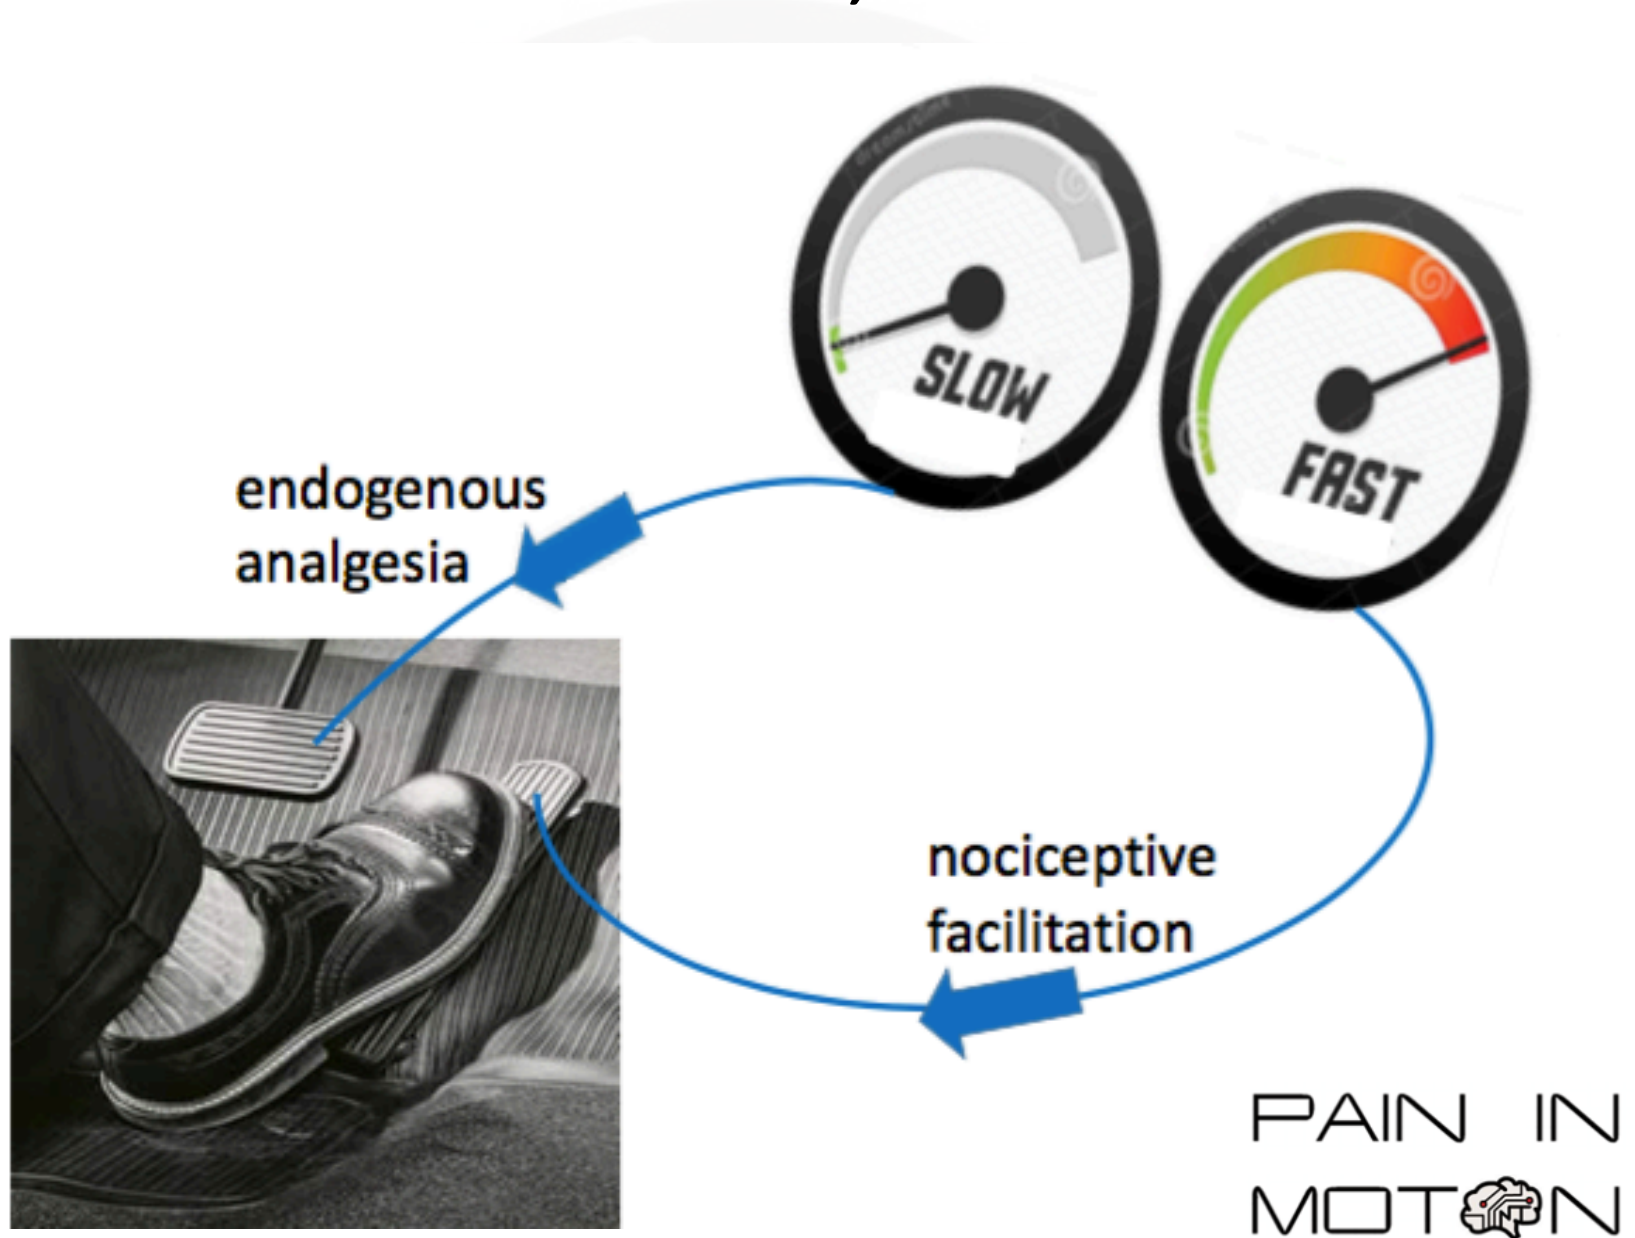 SLOW
FAST
endogenous
analgesia
nociceptive
facilitation
PAIN IN
MOTION